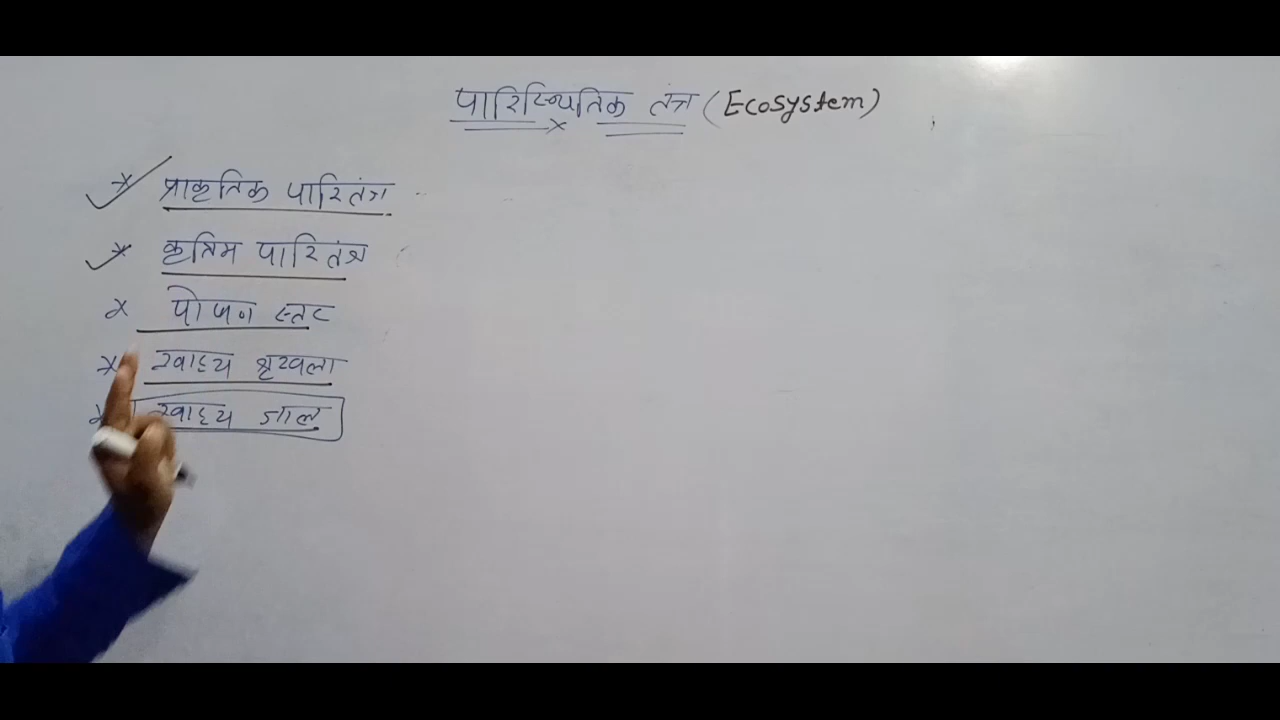 पारिस्थितिक तंत्र (Ecosystem)
* प्राकृतिक पारितंत्र
* कृत्रिम पारितंत्र
* पोषण स्तर
* खाद्य श्रृखला
* खाद्य जाल